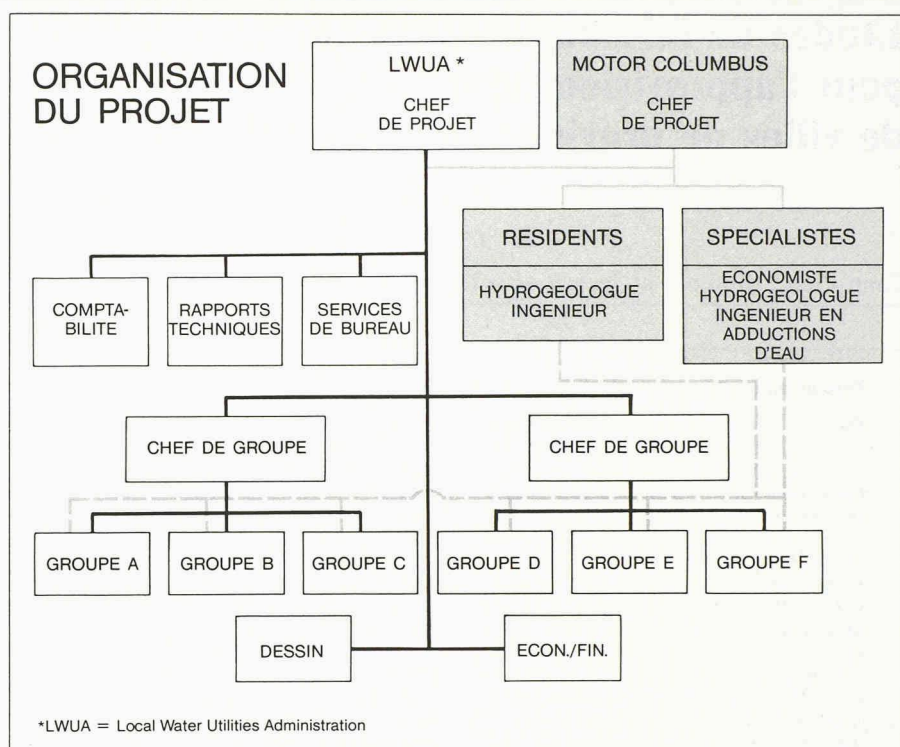 ORGANISATION
DU PROJET
LWUA *
CHEF
DE PROJET
MOTOR COLUMBUS
CHEF
DE PROJET
RESIDENTS
HYDROGEOLOGUE
INGENIEUR
SPECIALISTES
ECONOMISTE
HYDROGEOLOGUE
INGENIEUR EN
ADDUCTIONS
D'EAU
COMPTA-
BILITE
RAPPORTS
TECHNIQUES
SERVICES
DE BUREAU
CHEF DE GROUPE
CHEF DE GROUPE
GROUPE A
GROUPE B
GROUPE C
GROUPE D
GROUPE E
GROUPE F
DESSIN
ECON./FIN.
*LWUA = Local Water Utilities Administration